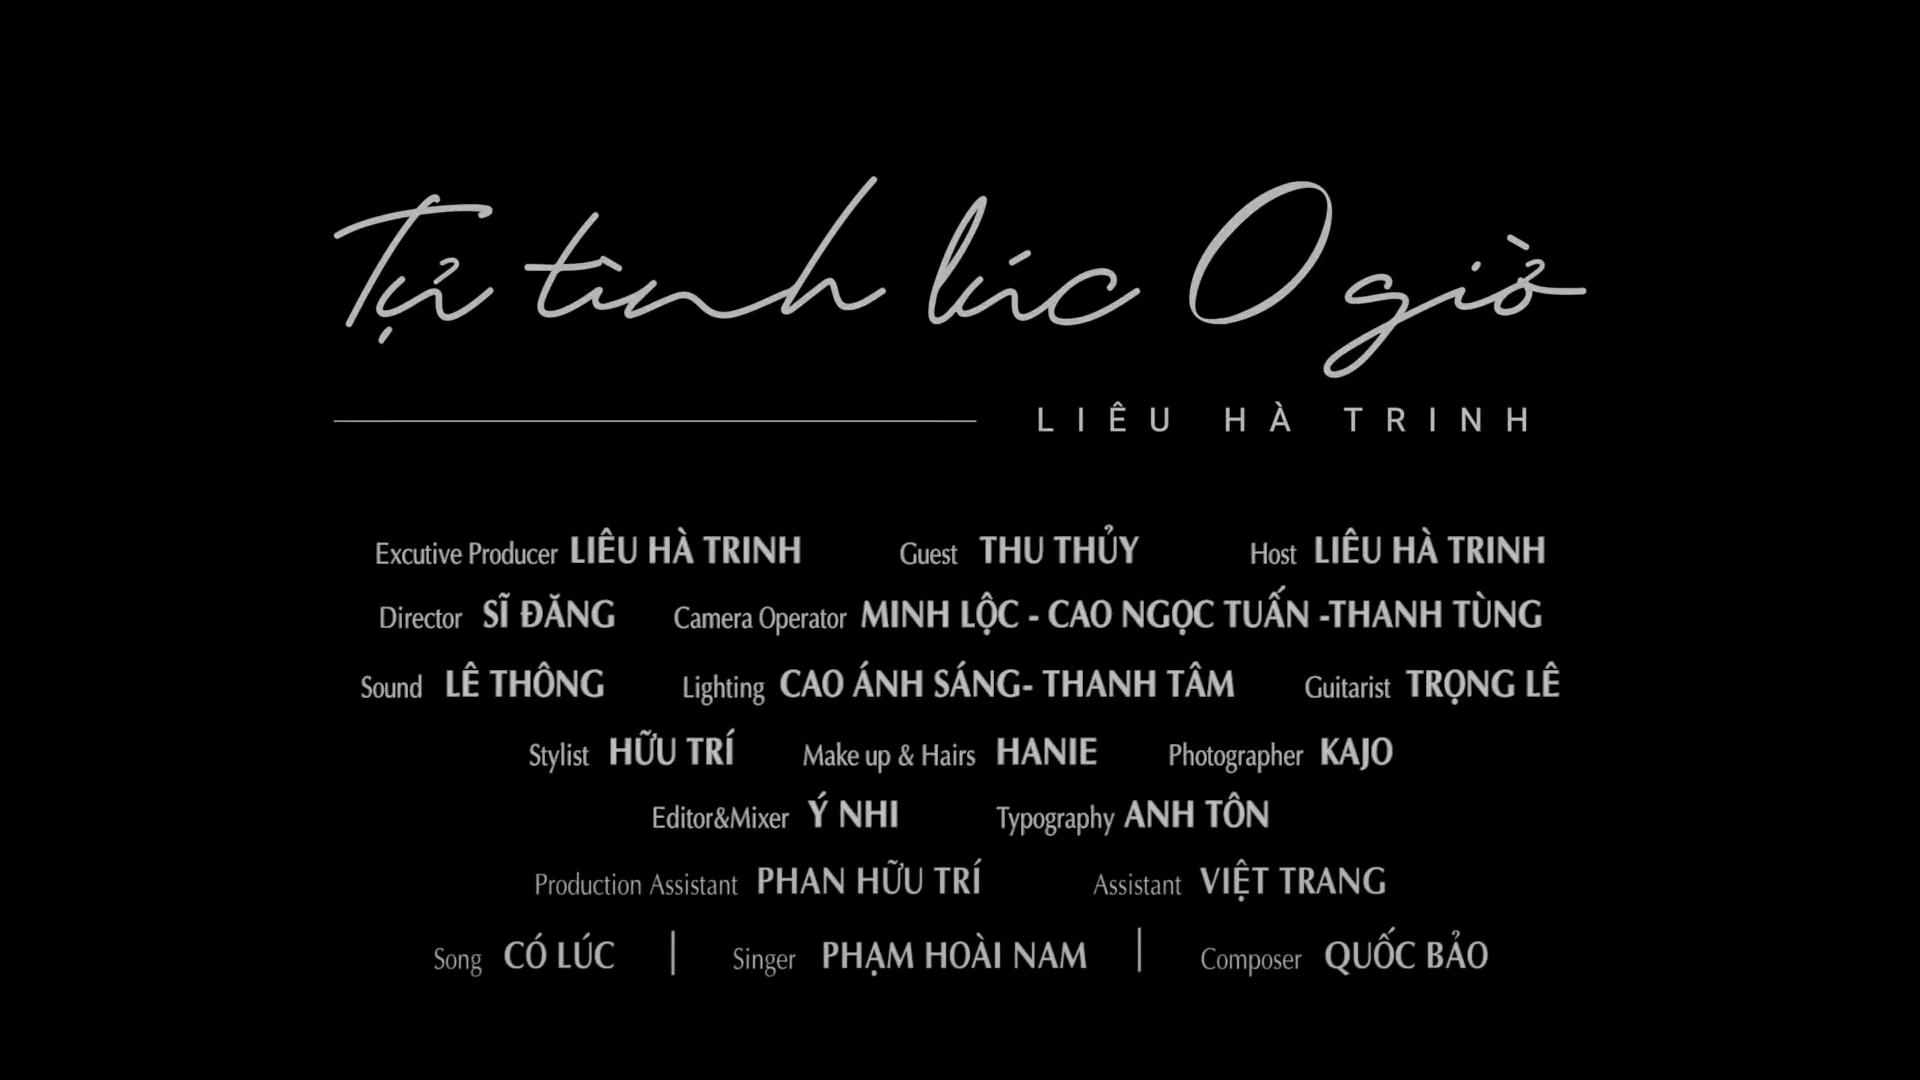 Tự tình lúc 0 giờ
LIÊU HÀ TRINH
Excutive Producer LIÊU HÀ TRINH Guest THU THỦY Host LIÊU HÀ TRINH
Director SĨ ĐĂNG Camera Operator MINH LỘC - CAO NGỌC TUẤN -THANH TÙNG
Sound LÊ THÔNG Lighting CAO ÁNH SÁNG- THANH TÂM Guitarist TRỌNG LÊ
Stylist HỮU TRÍ Make up & Hairs HANIE Photographer KAJO
Editor&Mixer Ý NHI Typography ANH TÔN
Production Assistant PHAN HỮU TRÍ Assistant VIỆT TRANG
Song CÓ LÚC | Singer PHẠM HOÀI NAM | Composer QUỐC BẢO